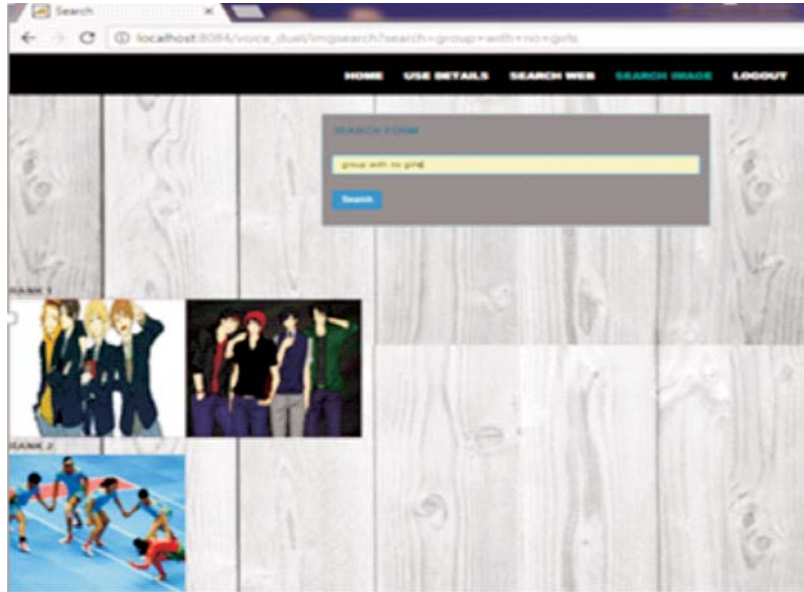 Search
localhost:8084/voice_dual/imgsearch?search=group+with+no+girls
HOME USE DETAILS SEARCH WEB SEARCH IMAGE LOGOUT
SEARCH FORM
group with no girls
Search
RANK 1
RANK 2